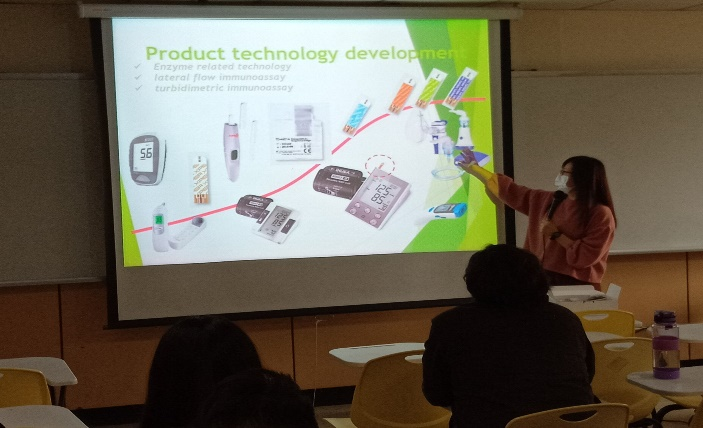 Product technology development
Enzyme related technology
lateral flow immunoassay
turbidimetric immunoassay
56